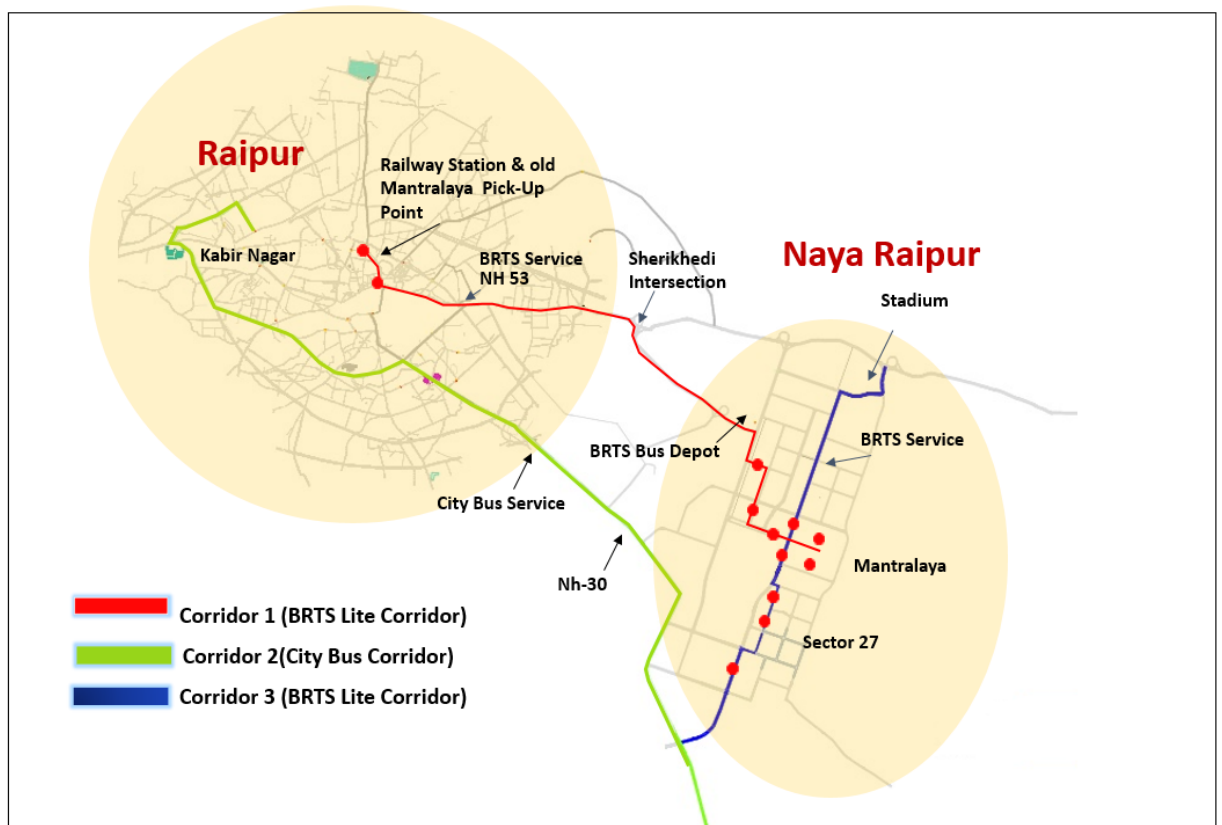 Raipur
Railway Station & old
Mantralaya Pick-Up
Point
Kabir Nagar
BRTS Service
NH 53
Sherikhedi
Intersection
Naya Raipur
Stadium
BRTS Service
BRTS Bus Depot
City Bus Service
Nh-30
Mantralaya
Sector 27
Corridor 1 (BRTS Lite Corridor)
Corridor 2(City Bus Corridor)
Corridor 3 (BRTS Lite Corridor)